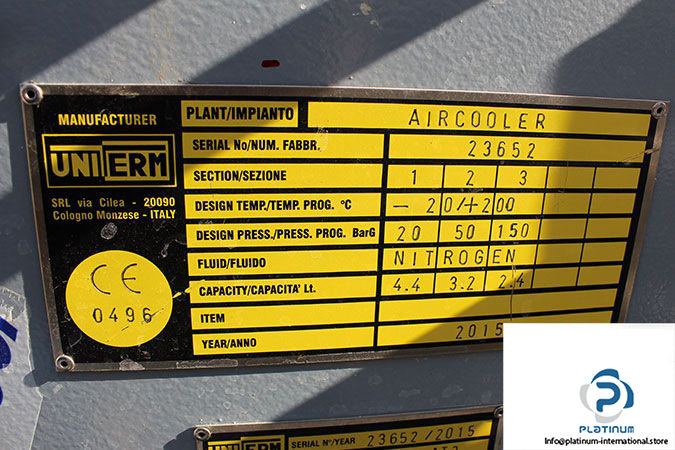 MANUFACTURER
UNITERM
SRL via Cilea - 20090
Cologno Monzese - ITALY
CE
0496
PLANT/IMPIANTO AIRCOOLER
SERIAL No/NUM. FABBR. 23652
SECTION/SEZIONE 1 2 3
DESIGN TEMP./TEMP. PROG. °C -20/+200
DESIGN PRESS./PRESS. PROG. BarG 20 50 150
FLUID/FLUIDO NITROGEN
CAPACITY/CAPACITA' Lt. 4.4 3.2 2.4
ITEM
YEAR/ANNO 2015
UNITERM SERIAL N°/YEAR 23652/2015
PLATINUM
Info@platinum-international.store